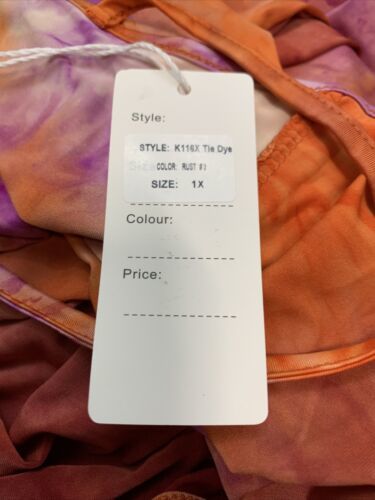 Style:
STYLE: K116X Tie Dye
COLOR: RUST #1
SIZE: 1X
Colour:
Price: